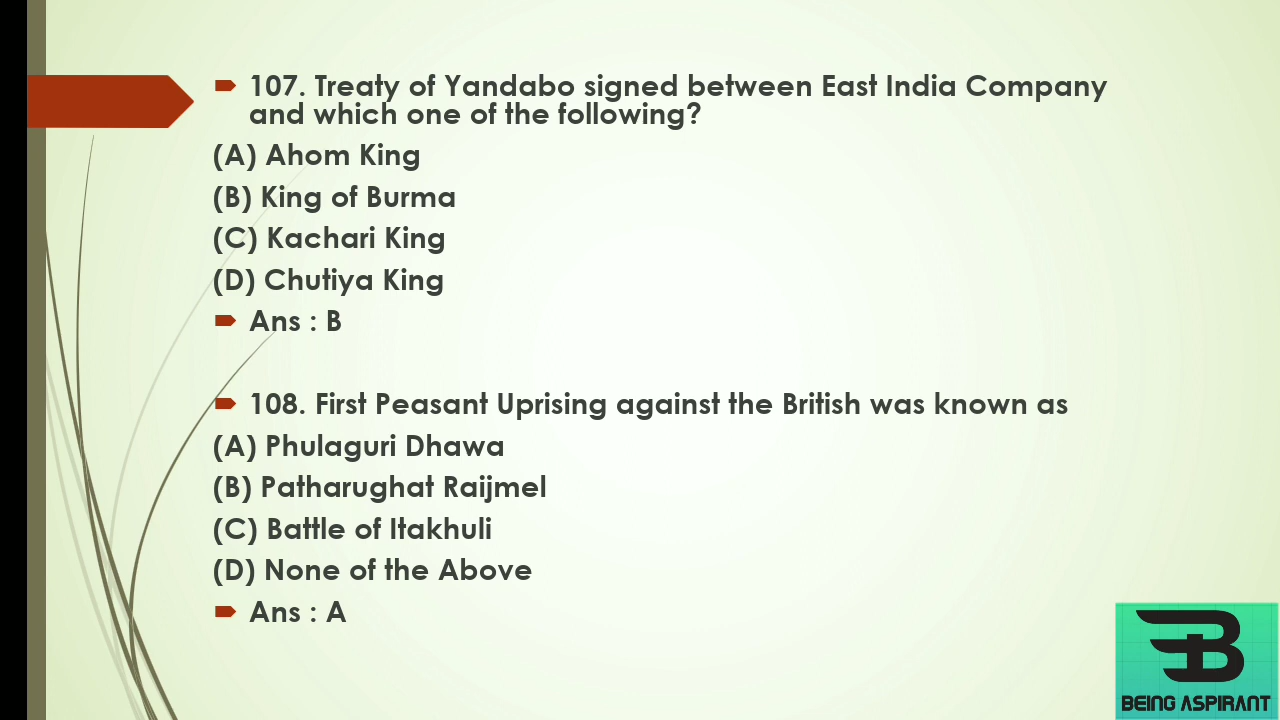 107. Treaty of Yandabo signed between East India Company
and which one of the following?
(A) Ahom King
(B) King of Burma
(C) Kachari King
(D) Chutiya King
Ans : B
108. First Peasant Uprising against the British was known as
(A) Phulaguri Dhawa
(B) Patharughat Raijmel
(C) Battle of Itakhuli
(D) None of the Above
Ans : A
BEING ASPIRANT